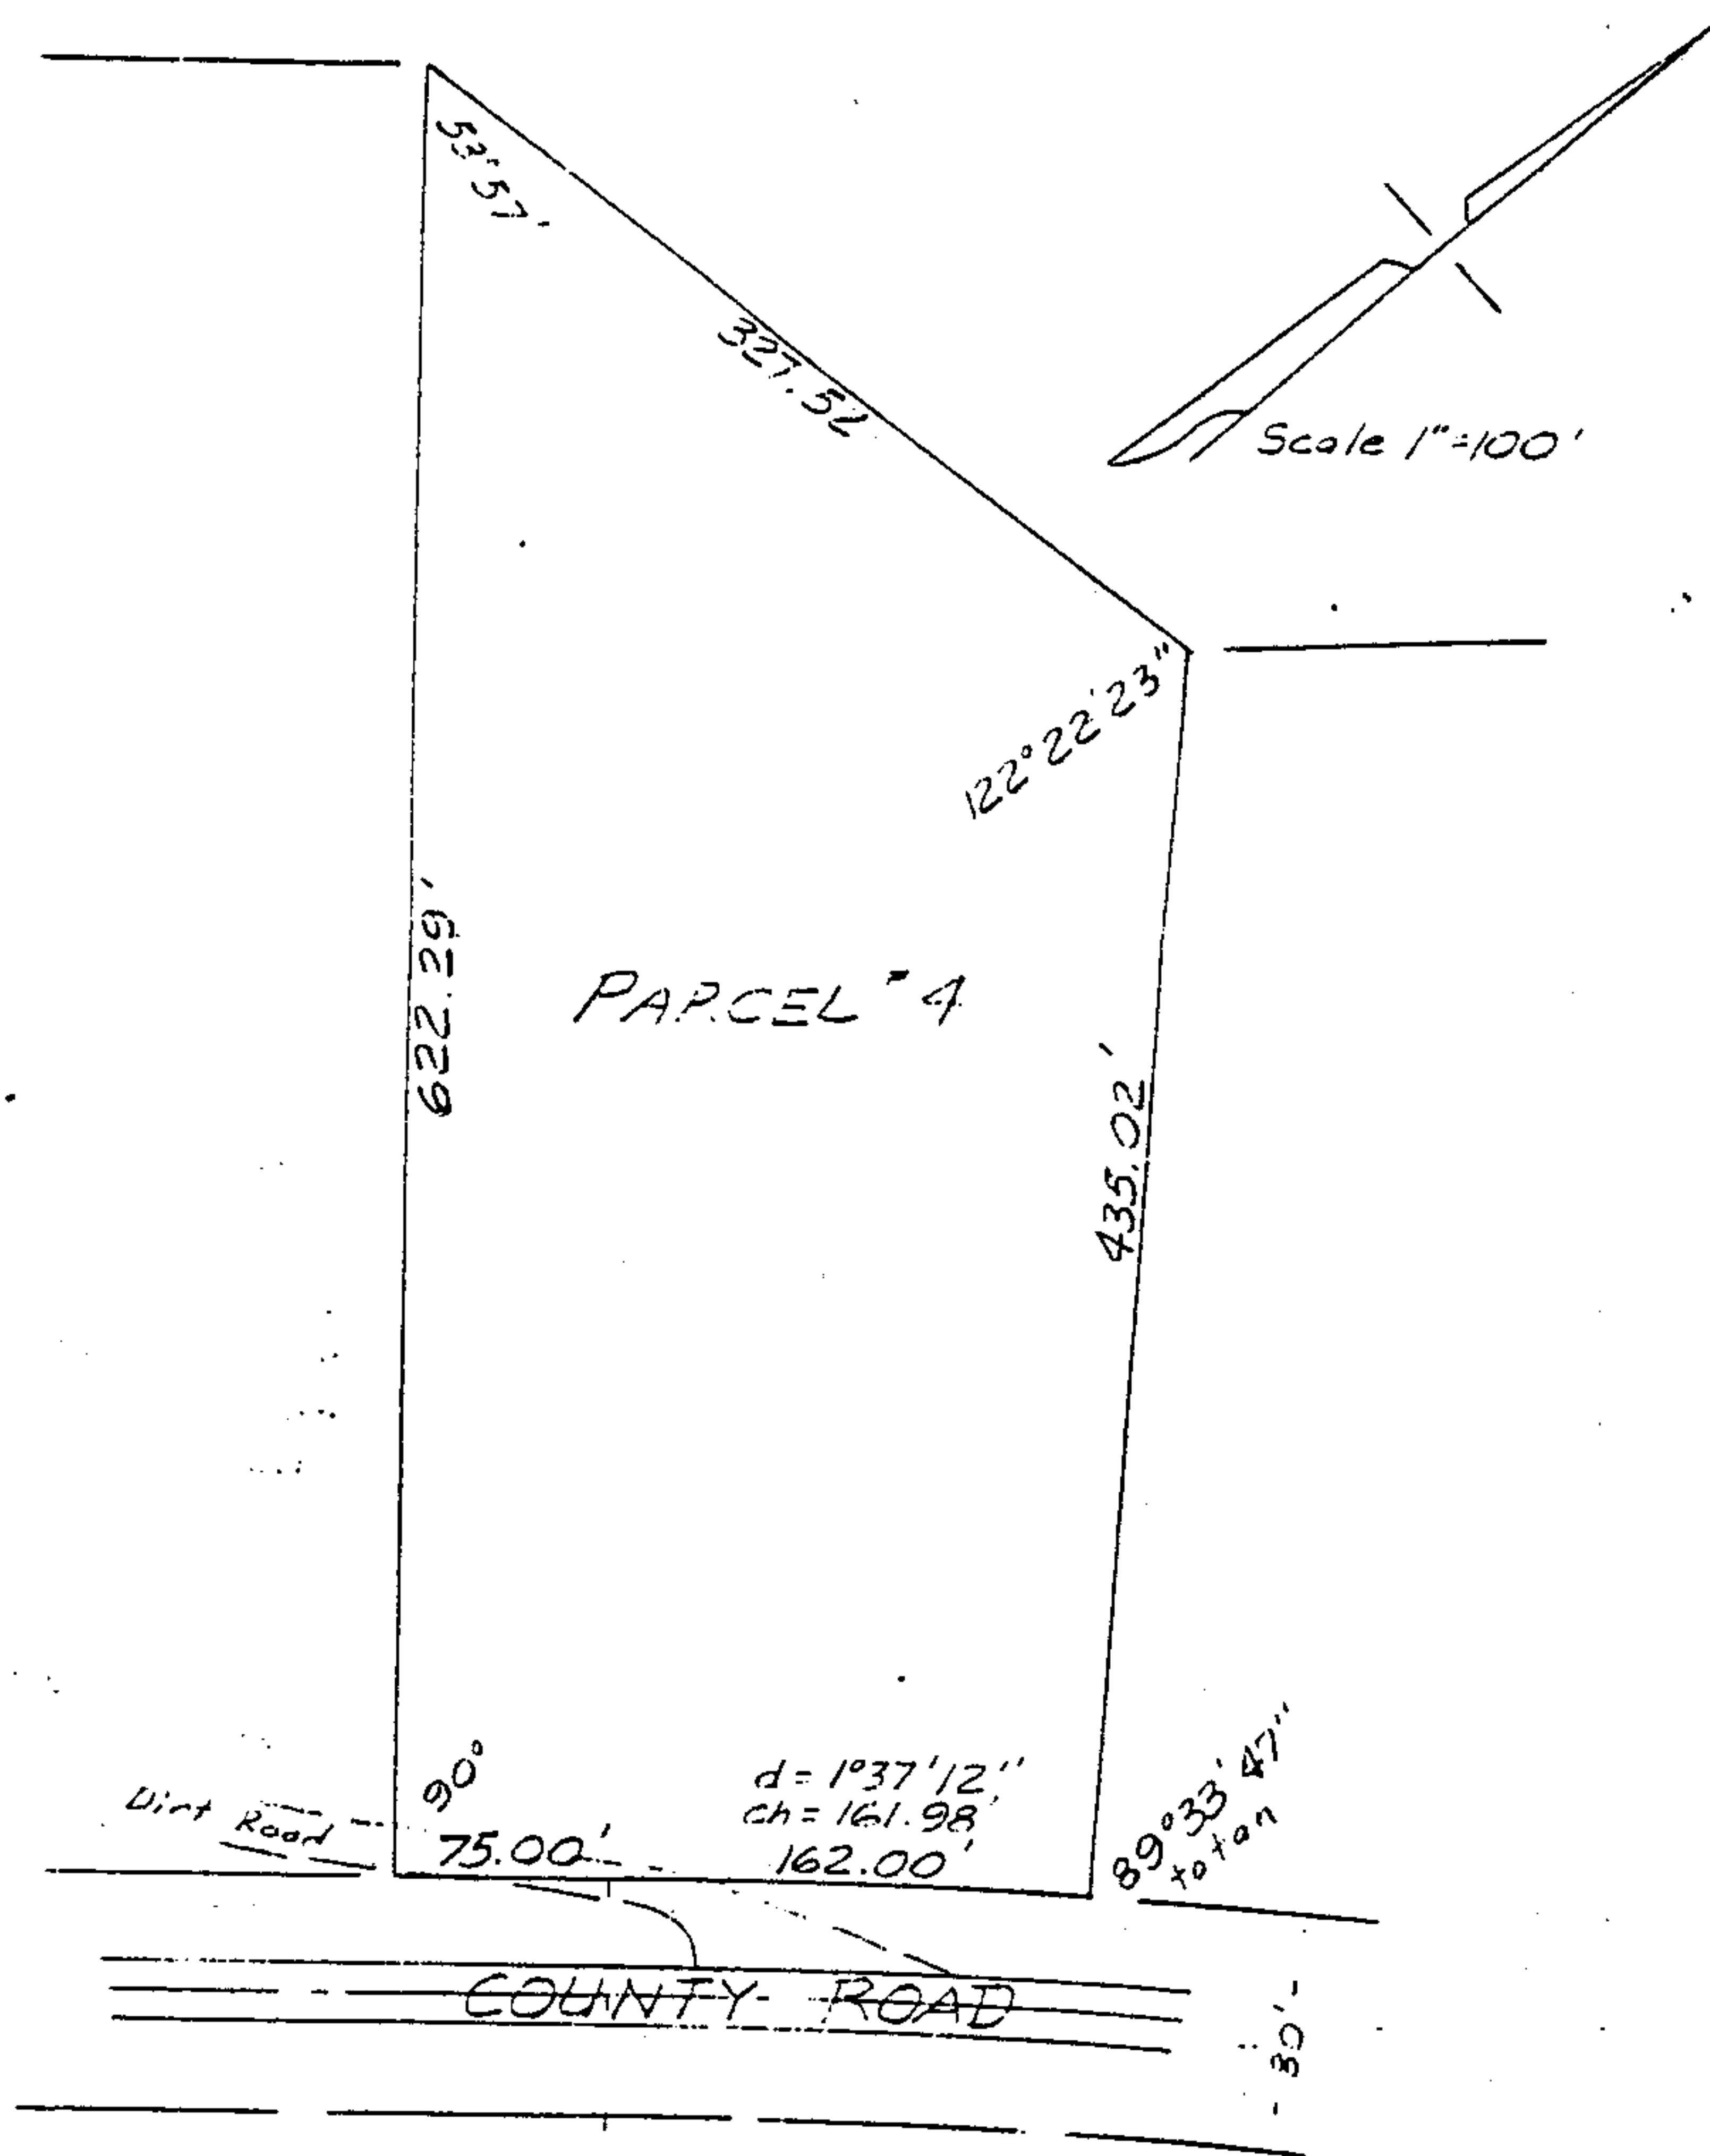 53° 57'
327.52
Scale 1"=100'
122° 22' 23"
622.29'
PARCEL #4
435.02'
90°
d = 1°37'12"
ch = 161.98'
75.00'
162.00'
89° 33' 47"
to tan
Dirt Road
COUNTY ROAD